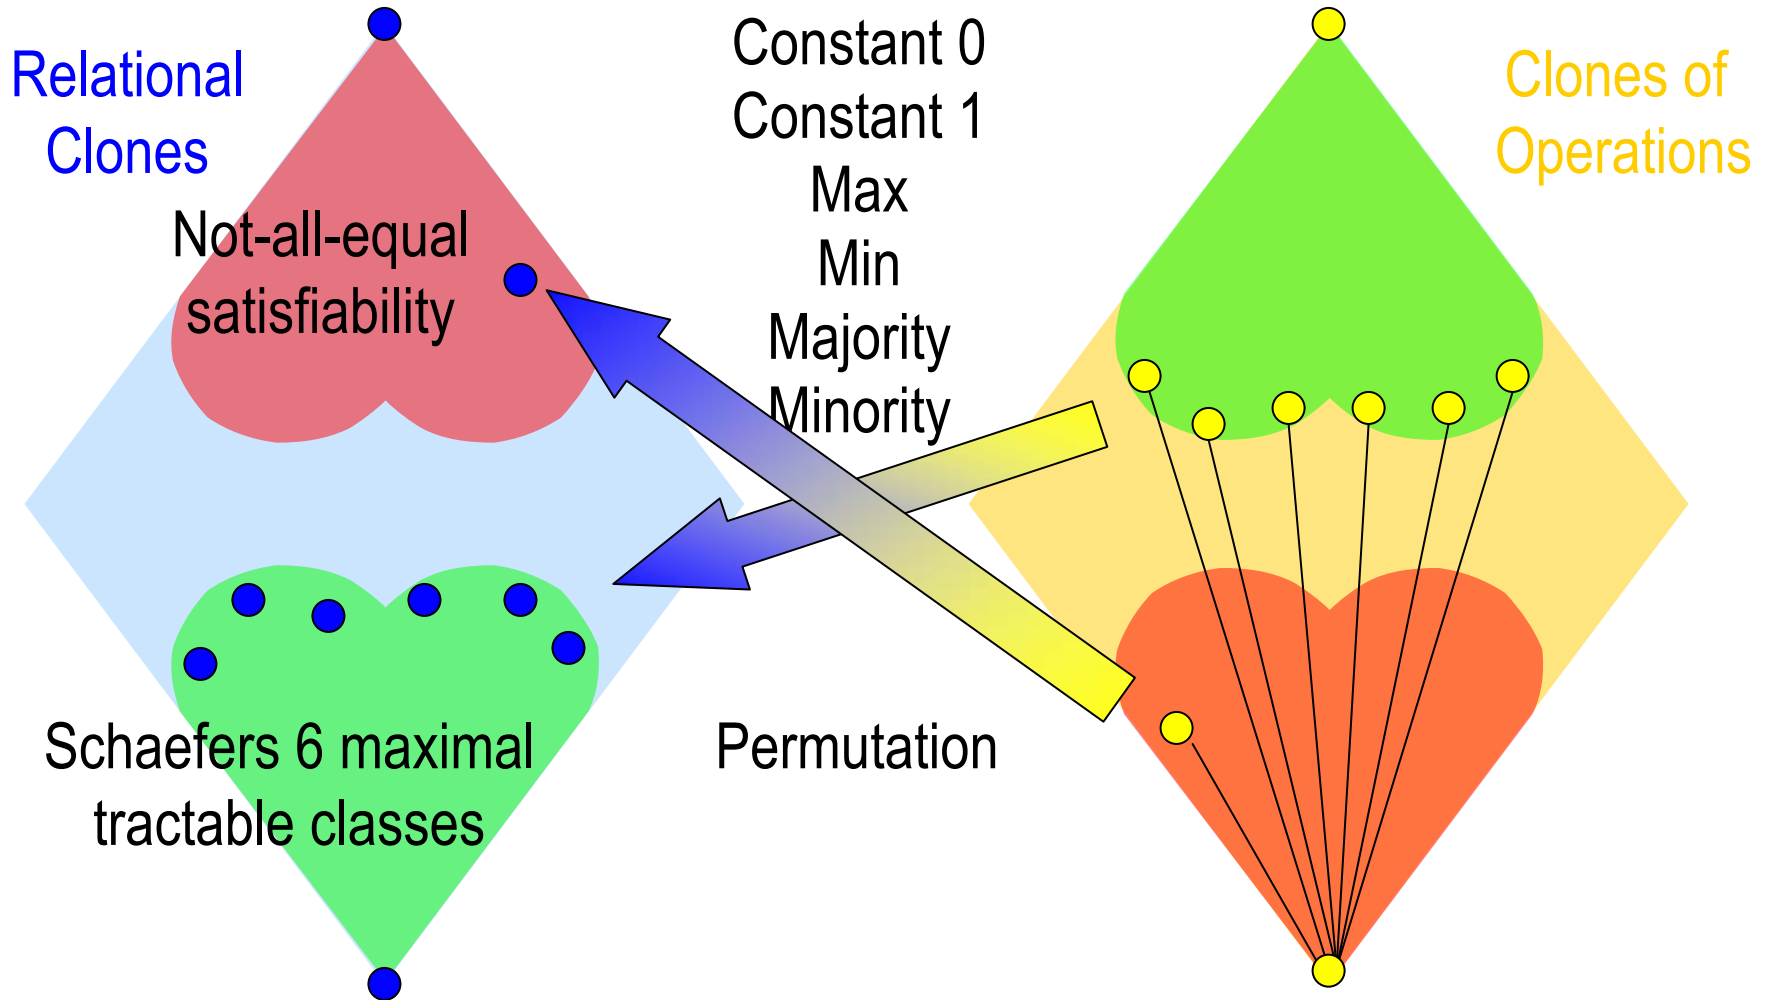 Relational
Clones
Not-all-equal
satisfiability
Schaefers 6 maximal
tractable classes
Constant 0
Constant 1
Max
Min
Majority
Minority
Permutation
Clones of
Operations